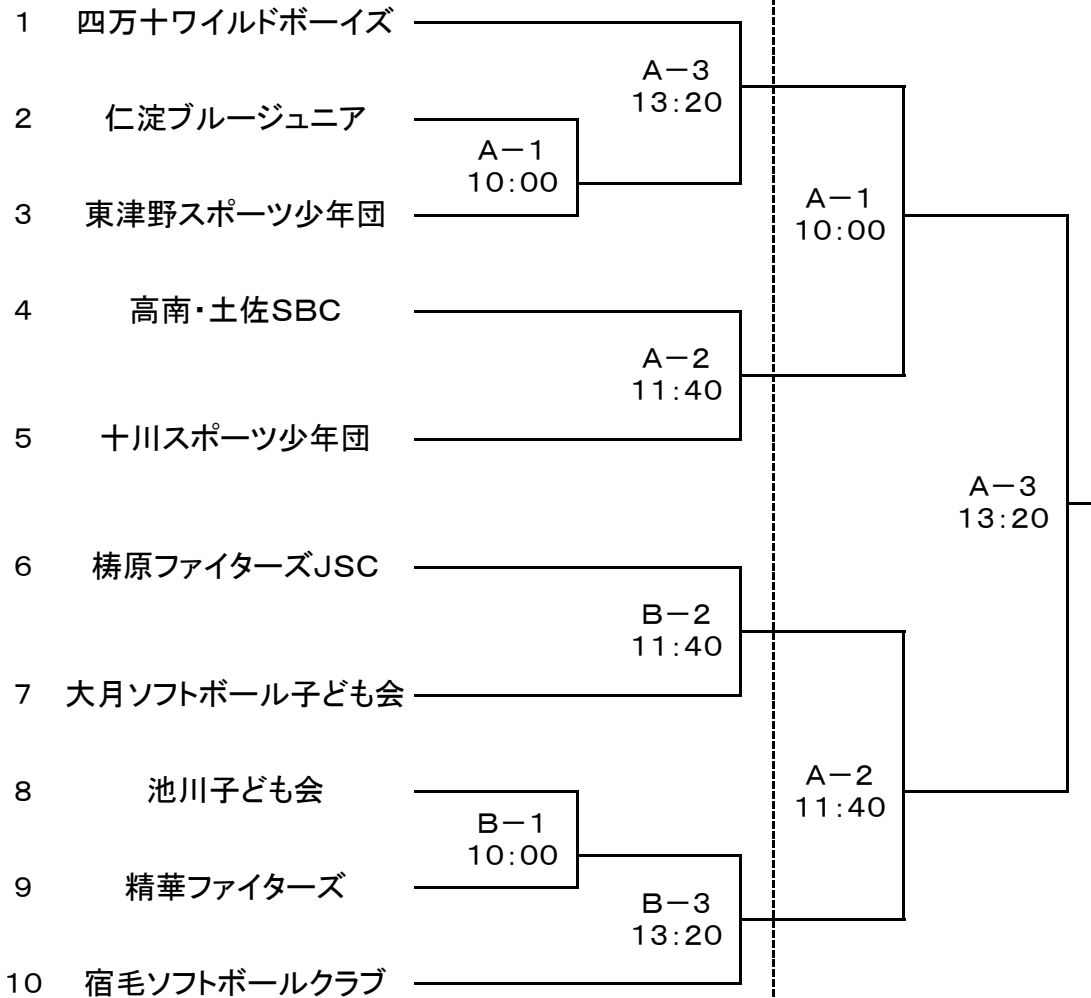 1 四万十ワイルドボーイズ
A－3
13:20
2 仁淀ブルージュニア
A－1
10:00
3 東津野スポーツ少年団
A－1
10:00
4 高南・土佐SBC
A－2
11:40
5 十川スポーツ少年団
A－3
13:20
6 梼原ファイターズJSC
B－2
11:40
7 大月ソフトボール子ども会
8 池川子ども会
A－2
11:40
B－1
10:00
9 精華ファイターズ
B－3
13:20
10 宿毛ソフトボールクラブ